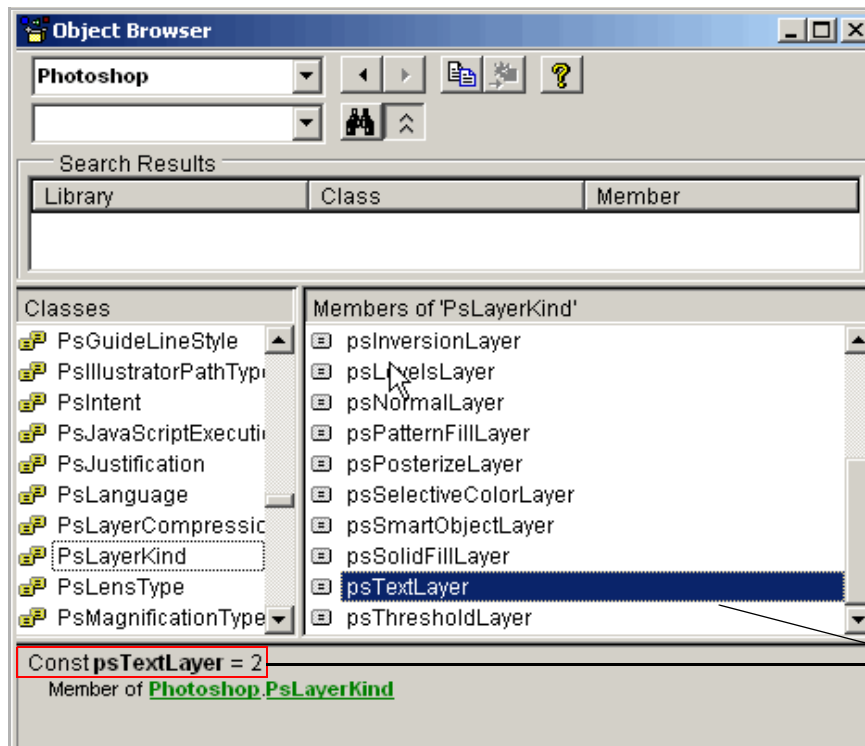 Object Browser
Photoshop
Search Results
Library Class Member
Classes
PsGuideLineStyle
PsIllustratorPathTyp
PsIntent
PsJavaScriptExecuti
PsJustification
PsLanguage
PsLayerCompressic
PsLayerKind
PsLensType
PsMagnificationType
Members of 'PsLayerKind'
psInversionLayer
psLevelsLayer
psNormalLayer
psPatternFillLayer
psPosterizeLayer
psSelectiveColorLayer
psSmartObjectLayer
psSolidFillLayer
psTextLayer
psThresholdLayer
Const psTextLayer = 2
Member of Photoshop.PsLayerKind